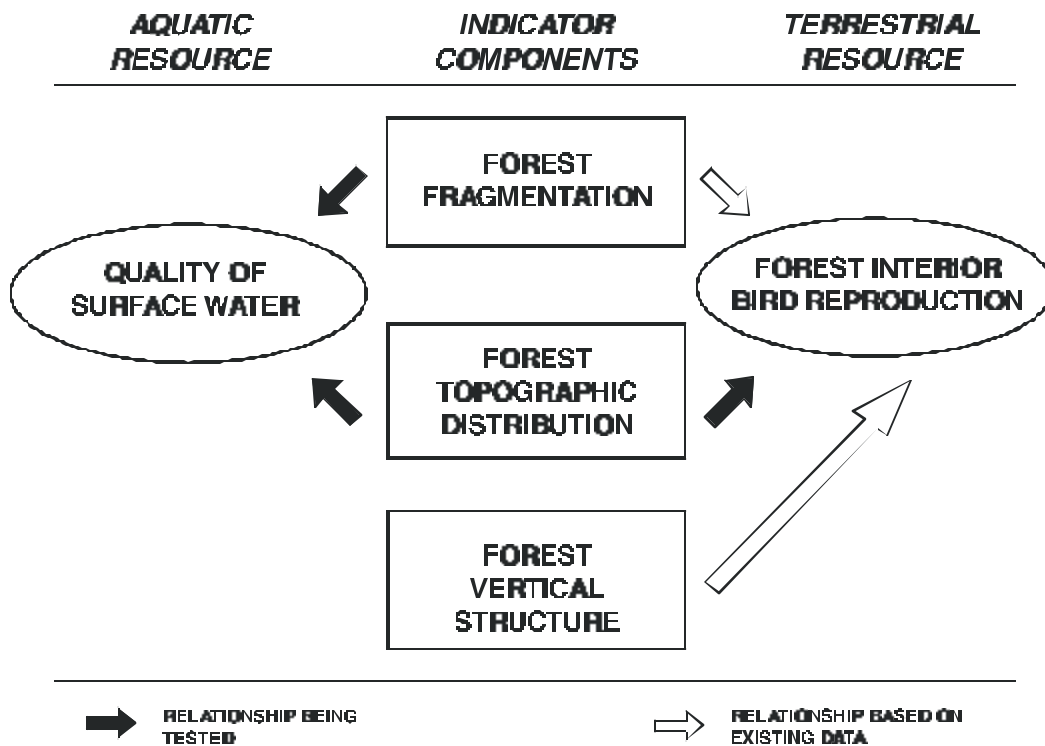 AQUATIC
RESOURCE
INDICATOR
COMPONENTS
TERRESTRIAL
RESOURCE
FOREST
FRAGMENTATION
QUALITY OF
SURFACE WATER
FOREST INTERIOR
BIRD REPRODUCTION
FOREST
TOPOGRAPHIC
DISTRIBUTION
FOREST
VERTICAL
STRUCTURE
RELATIONSHIP BEING
TESTED
RELATIONSHIP BASED ON
EXISTING DATA